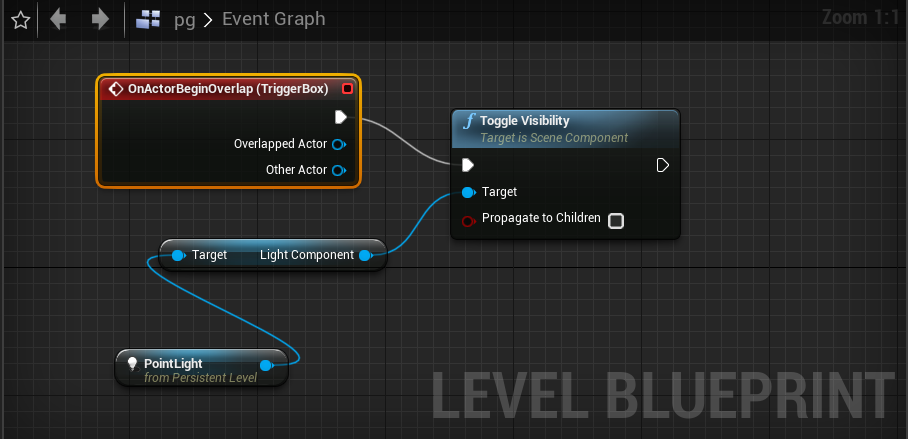 pg > Event Graph
Zoom 1:1
OnActorBeginOverlap (TriggerBox)
Overlapped Actor
Other Actor
f Toggle Visibility
Target is Scene Component
Target
Propagate to Children
Target Light Component
PointLight
from Persistent Level
LEVEL BLUEPRINT